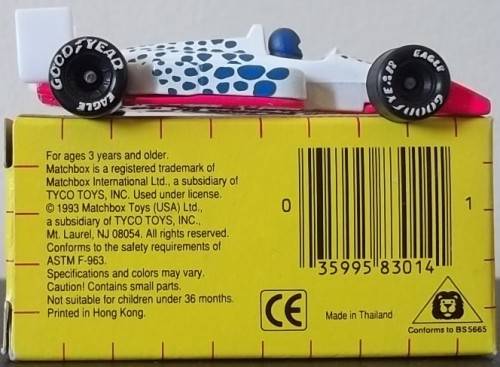 GOODYEAR
EAGLE
EAGLE
GOODYEAR
For ages 3 years and older.
Matchbox is a registered trademark of
Matchbox International Ltd., a subsidiary of
TYCO TOYS, INC. Used under license.
© 1993 Matchbox Toys (USA) Ltd.,
a subsidiary of TYCO TOYS, INC.,
Mt. Laurel, NJ 08054. All rights reserved.
Conforms to the safety requirements of
ASTM F-963.
Specifications and colors may vary.
Caution! Contains small parts.
Not suitable for children under 36 months.
Printed in Hong Kong.
0 35995 83014 1
CE
Made in Thailand
Conforms to BS5665